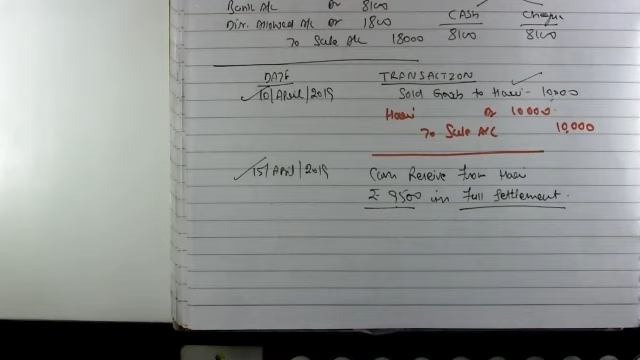 Bank A/c Dr 8100
Dis. Allowed A/c Dr 1800 CASH Cheque
To Sale A/c 18000 8100 8100
DATE TRANSACTION
10/April/2019 Sold Goods to Hari - 10,000
Hari Dr 10000
To Sale A/c 10,000
15/April/2019 Cash Receive from Hari
₹ 9500 in Full Settlement.